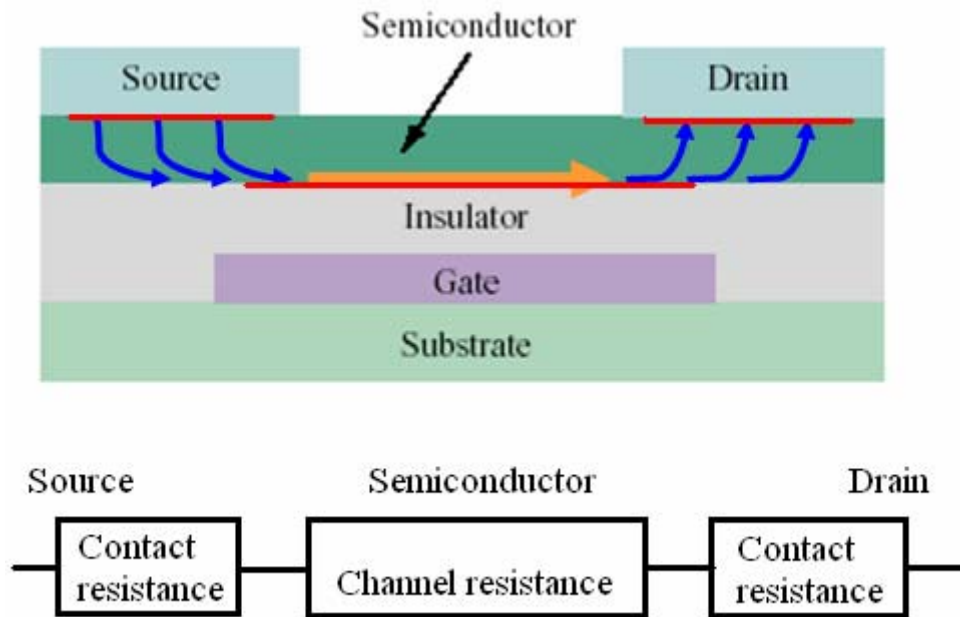 Semiconductor
Source
Drain
Insulator
Gate
Substrate
Source
Semiconductor
Drain
Contact
resistance
Channel resistance
Contact
resistance